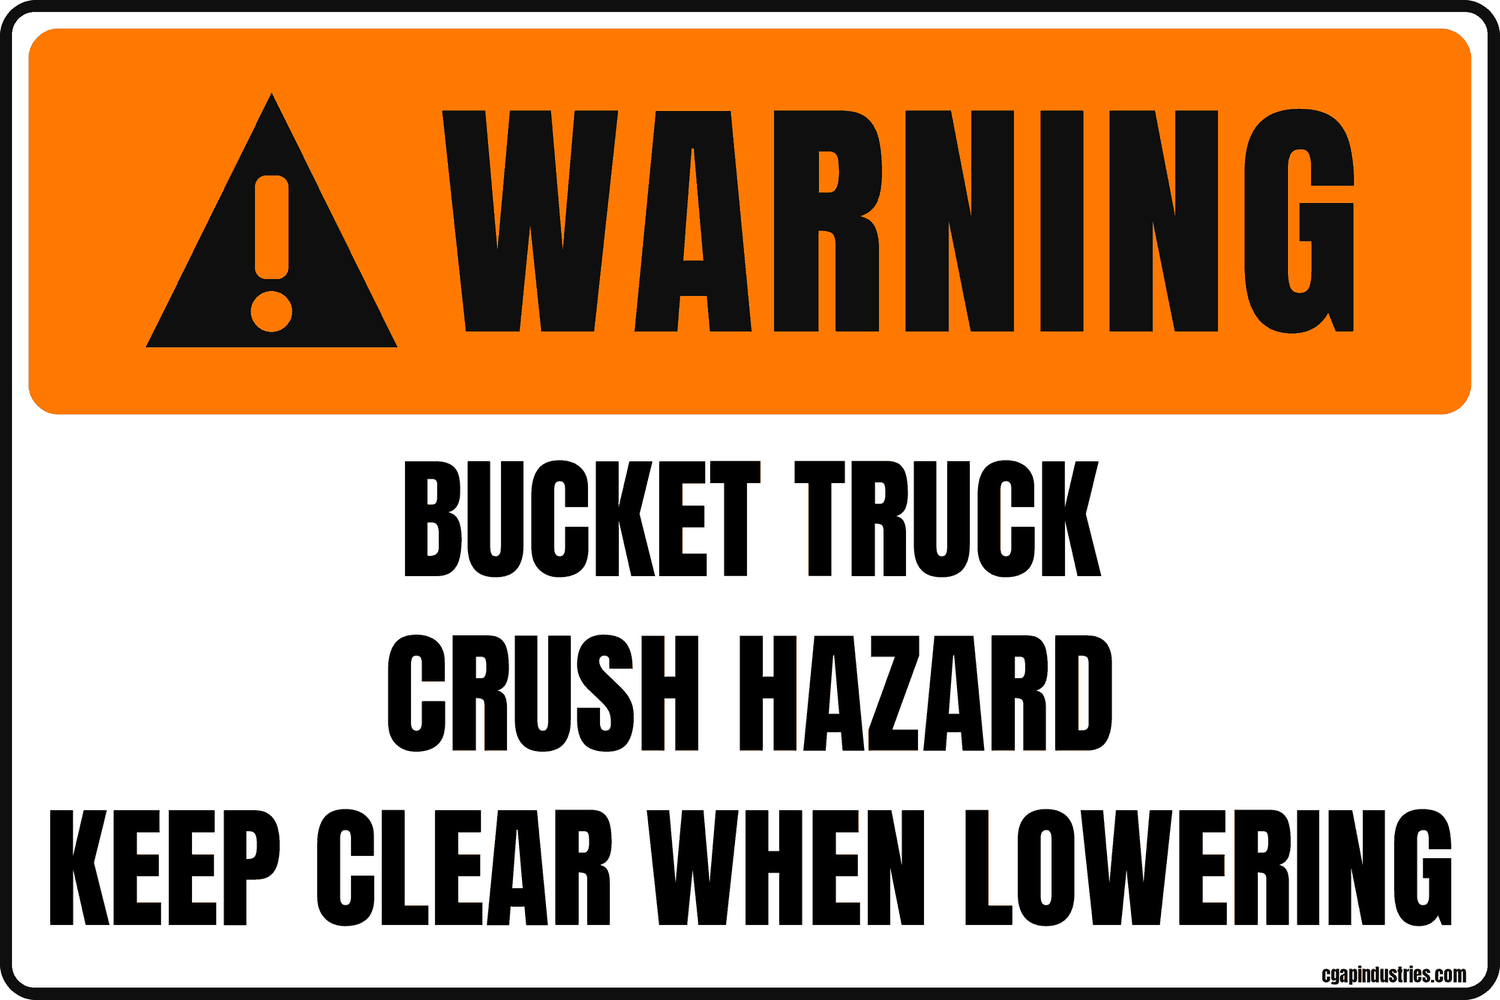 WARNING
BUCKET TRUCK
CRUSH HAZARD
KEEP CLEAR WHEN LOWERING
cgapindustries.com